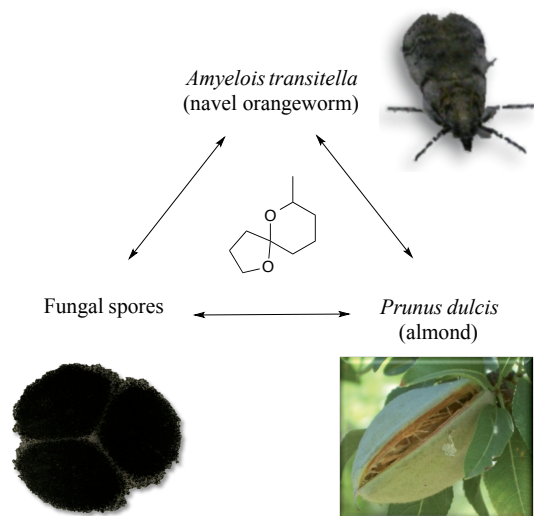 Amyelois transitella
(navel orangeworm)
O
O
Fungal spores
Prunus dulcis
(almond)